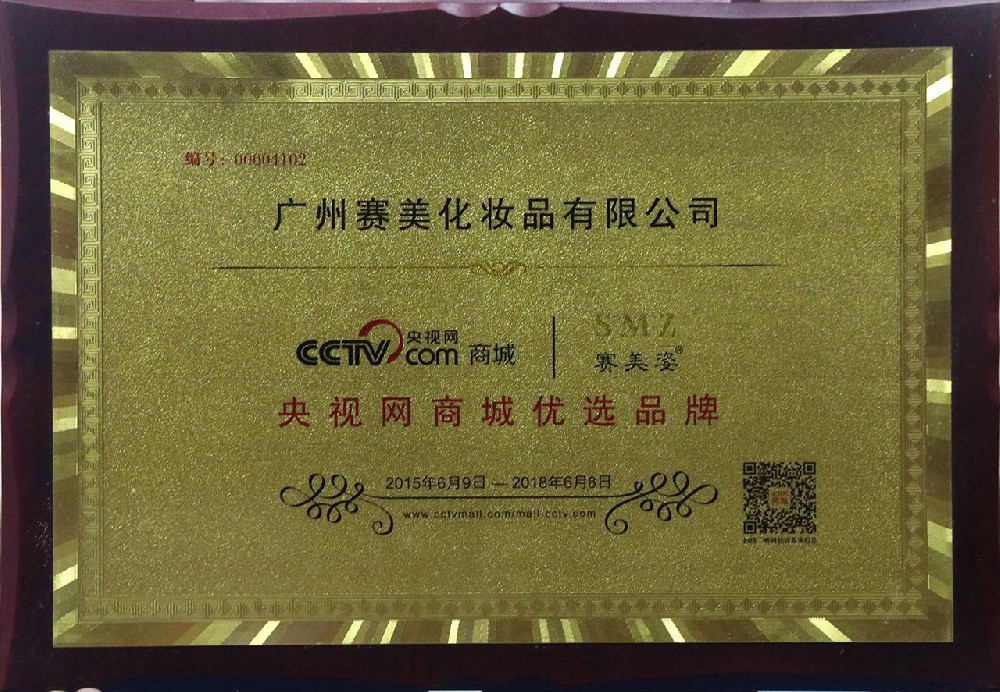 编号：00004102
广州赛美化妆品有限公司
CCTV.com 央视网 商城
SMZ
赛美姿®
央视网商城优选品牌
2015年6月9日 — 2018年6月8日
www.cctvmall.com/mall.cctv.com